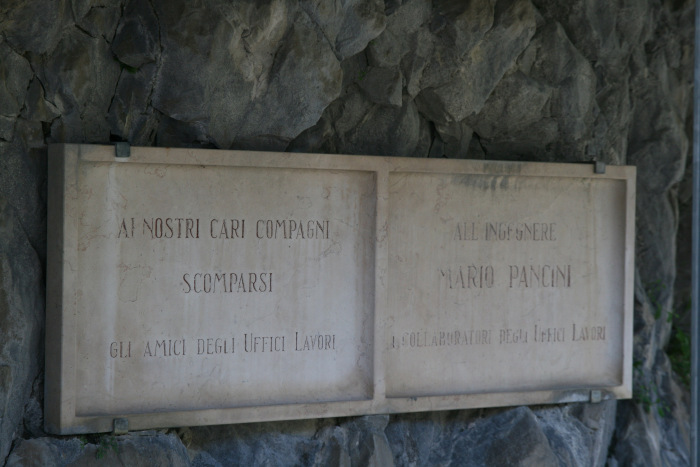 AI NOSTRI CARI COMPAGNI
SCOMPARSI
GLI AMICI DEGLI UFFICI LAVORI
ALL'INGEGNERE
MARIO PANCINI
I COLLABORATORI DEGLI UFFICI LAVORI